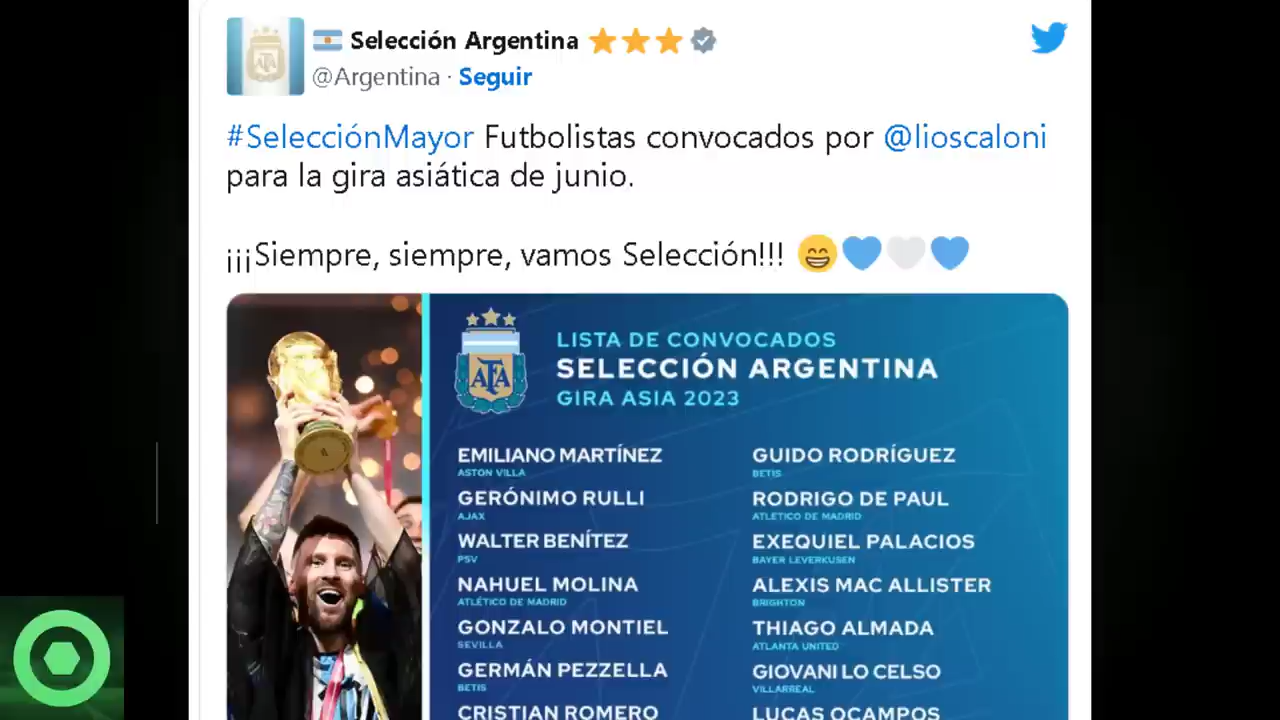 Selección Argentina
@Argentina · Seguir
#SelecciónMayor Futbolistas convocados por @lioscaloni
para la gira asiática de junio.
¡¡¡Siempre, siempre, vamos Selección!!!
AFA
LISTA DE CONVOCADOS
SELECCIÓN ARGENTINA
GIRA ASIA 2023
EMILIANO MARTÍNEZ
ASTON VILLA
GERÓNIMO RULLI
AJAX
WALTER BENÍTEZ
PSV
NAHUEL MOLINA
ATLÉTICO DE MADRID
GONZALO MONTIEL
SEVILLA
GERMÁN PEZZELLA
BETIS
CRISTIAN ROMERO
GUIDO RODRÍGUEZ
BETIS
RODRIGO DE PAUL
ATLÉTICO DE MADRID
EXEQUIEL PALACIOS
BAYER LEVERKUSEN
ALEXIS MAC ALLISTER
BRIGHTON
THIAGO ALMADA
ATLANTA UNITED
GIOVANI LO CELSO
VILLARREAL
LUCAS OCAMPOS